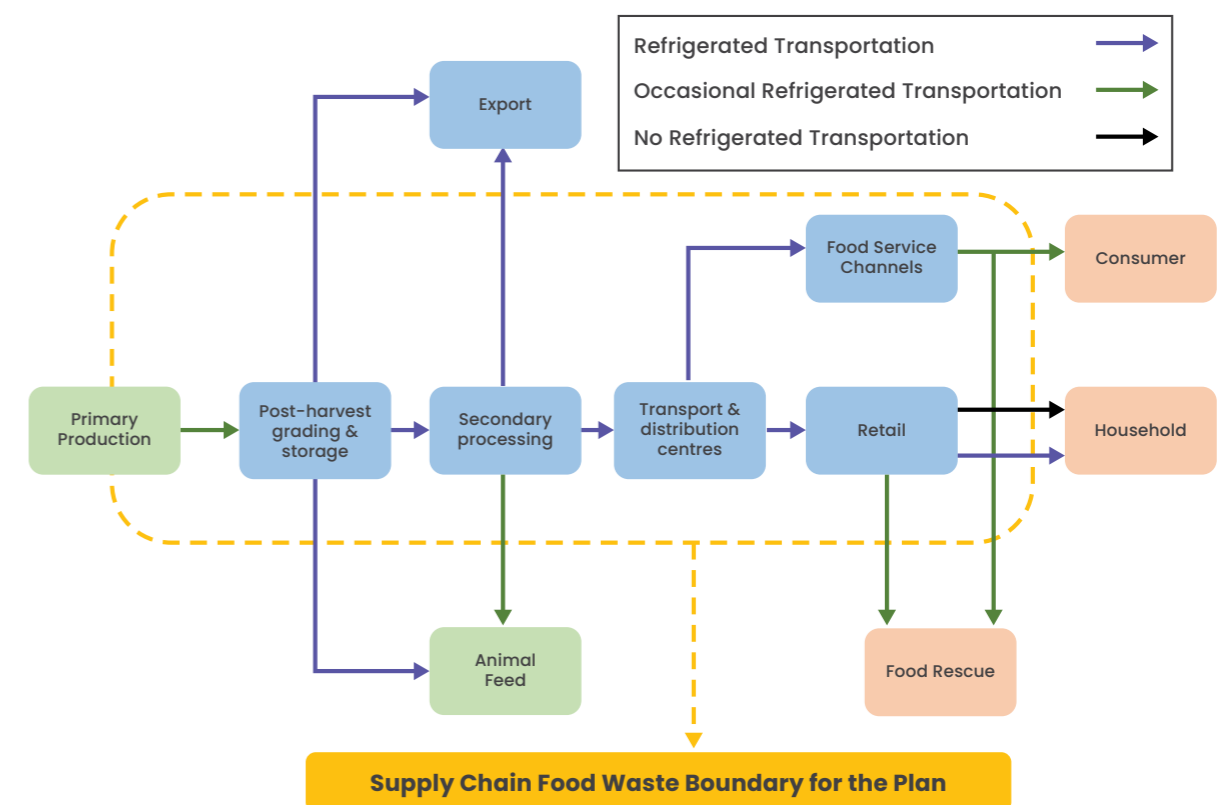 Refrigerated Transportation
Occasional Refrigerated Transportation
No Refrigerated Transportation
Export
Food Service
Channels
Consumer
Primary
Production
Post-harvest
grading &
storage
Secondary
processing
Transport &
distribution
centres
Retail
Household
Animal
Feed
Food Rescue
Supply Chain Food Waste Boundary for the Plan